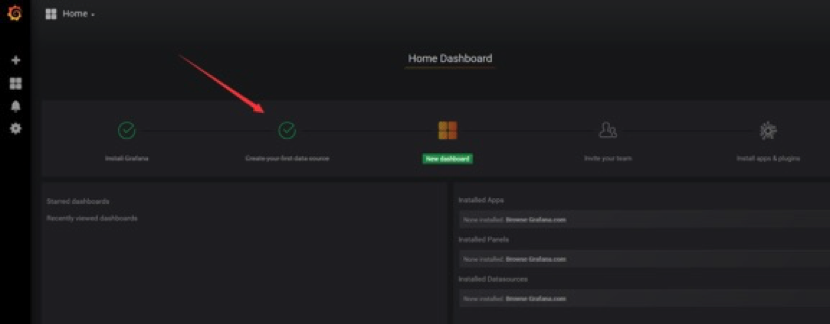 Home
Home Dashboard
Install Grafana
Create your first data source
New dashboard
Invite your team
Install apps & plugins
Starred dashboards
Recently viewed dashboards
Installed Apps
None installed. Browse Grafana.com
Installed Panels
None installed. Browse Grafana.com
Installed Datasources
None installed. Browse Grafana.com